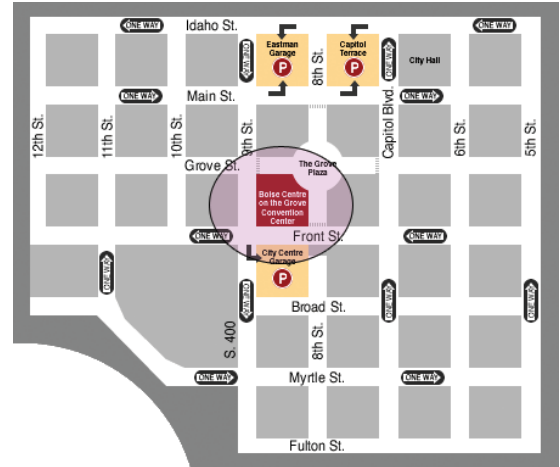 ONE WAY
Idaho St.
ONE WAY
ONE WAY
Eastman
Garage
P
8th St.
Capitol
Terrace
P
ONE WAY
City Hall
ONE WAY
Main St.
ONE WAY
12th St.
11th St.
10th St.
9th St.
Capitol Blvd.
6th St.
5th St.
Grove St.
The Grove
Plaza
Boise Centre
on the Grove
Convention
Center
ONE WAY
Front St.
ONE WAY
City Centre
Garage
P
ONE WAY
ONE WAY
ONE WAY
ONE WAY
Broad St.
S. 400
8th St.
ONE WAY
Myrtle St.
ONE WAY
Fulton St.